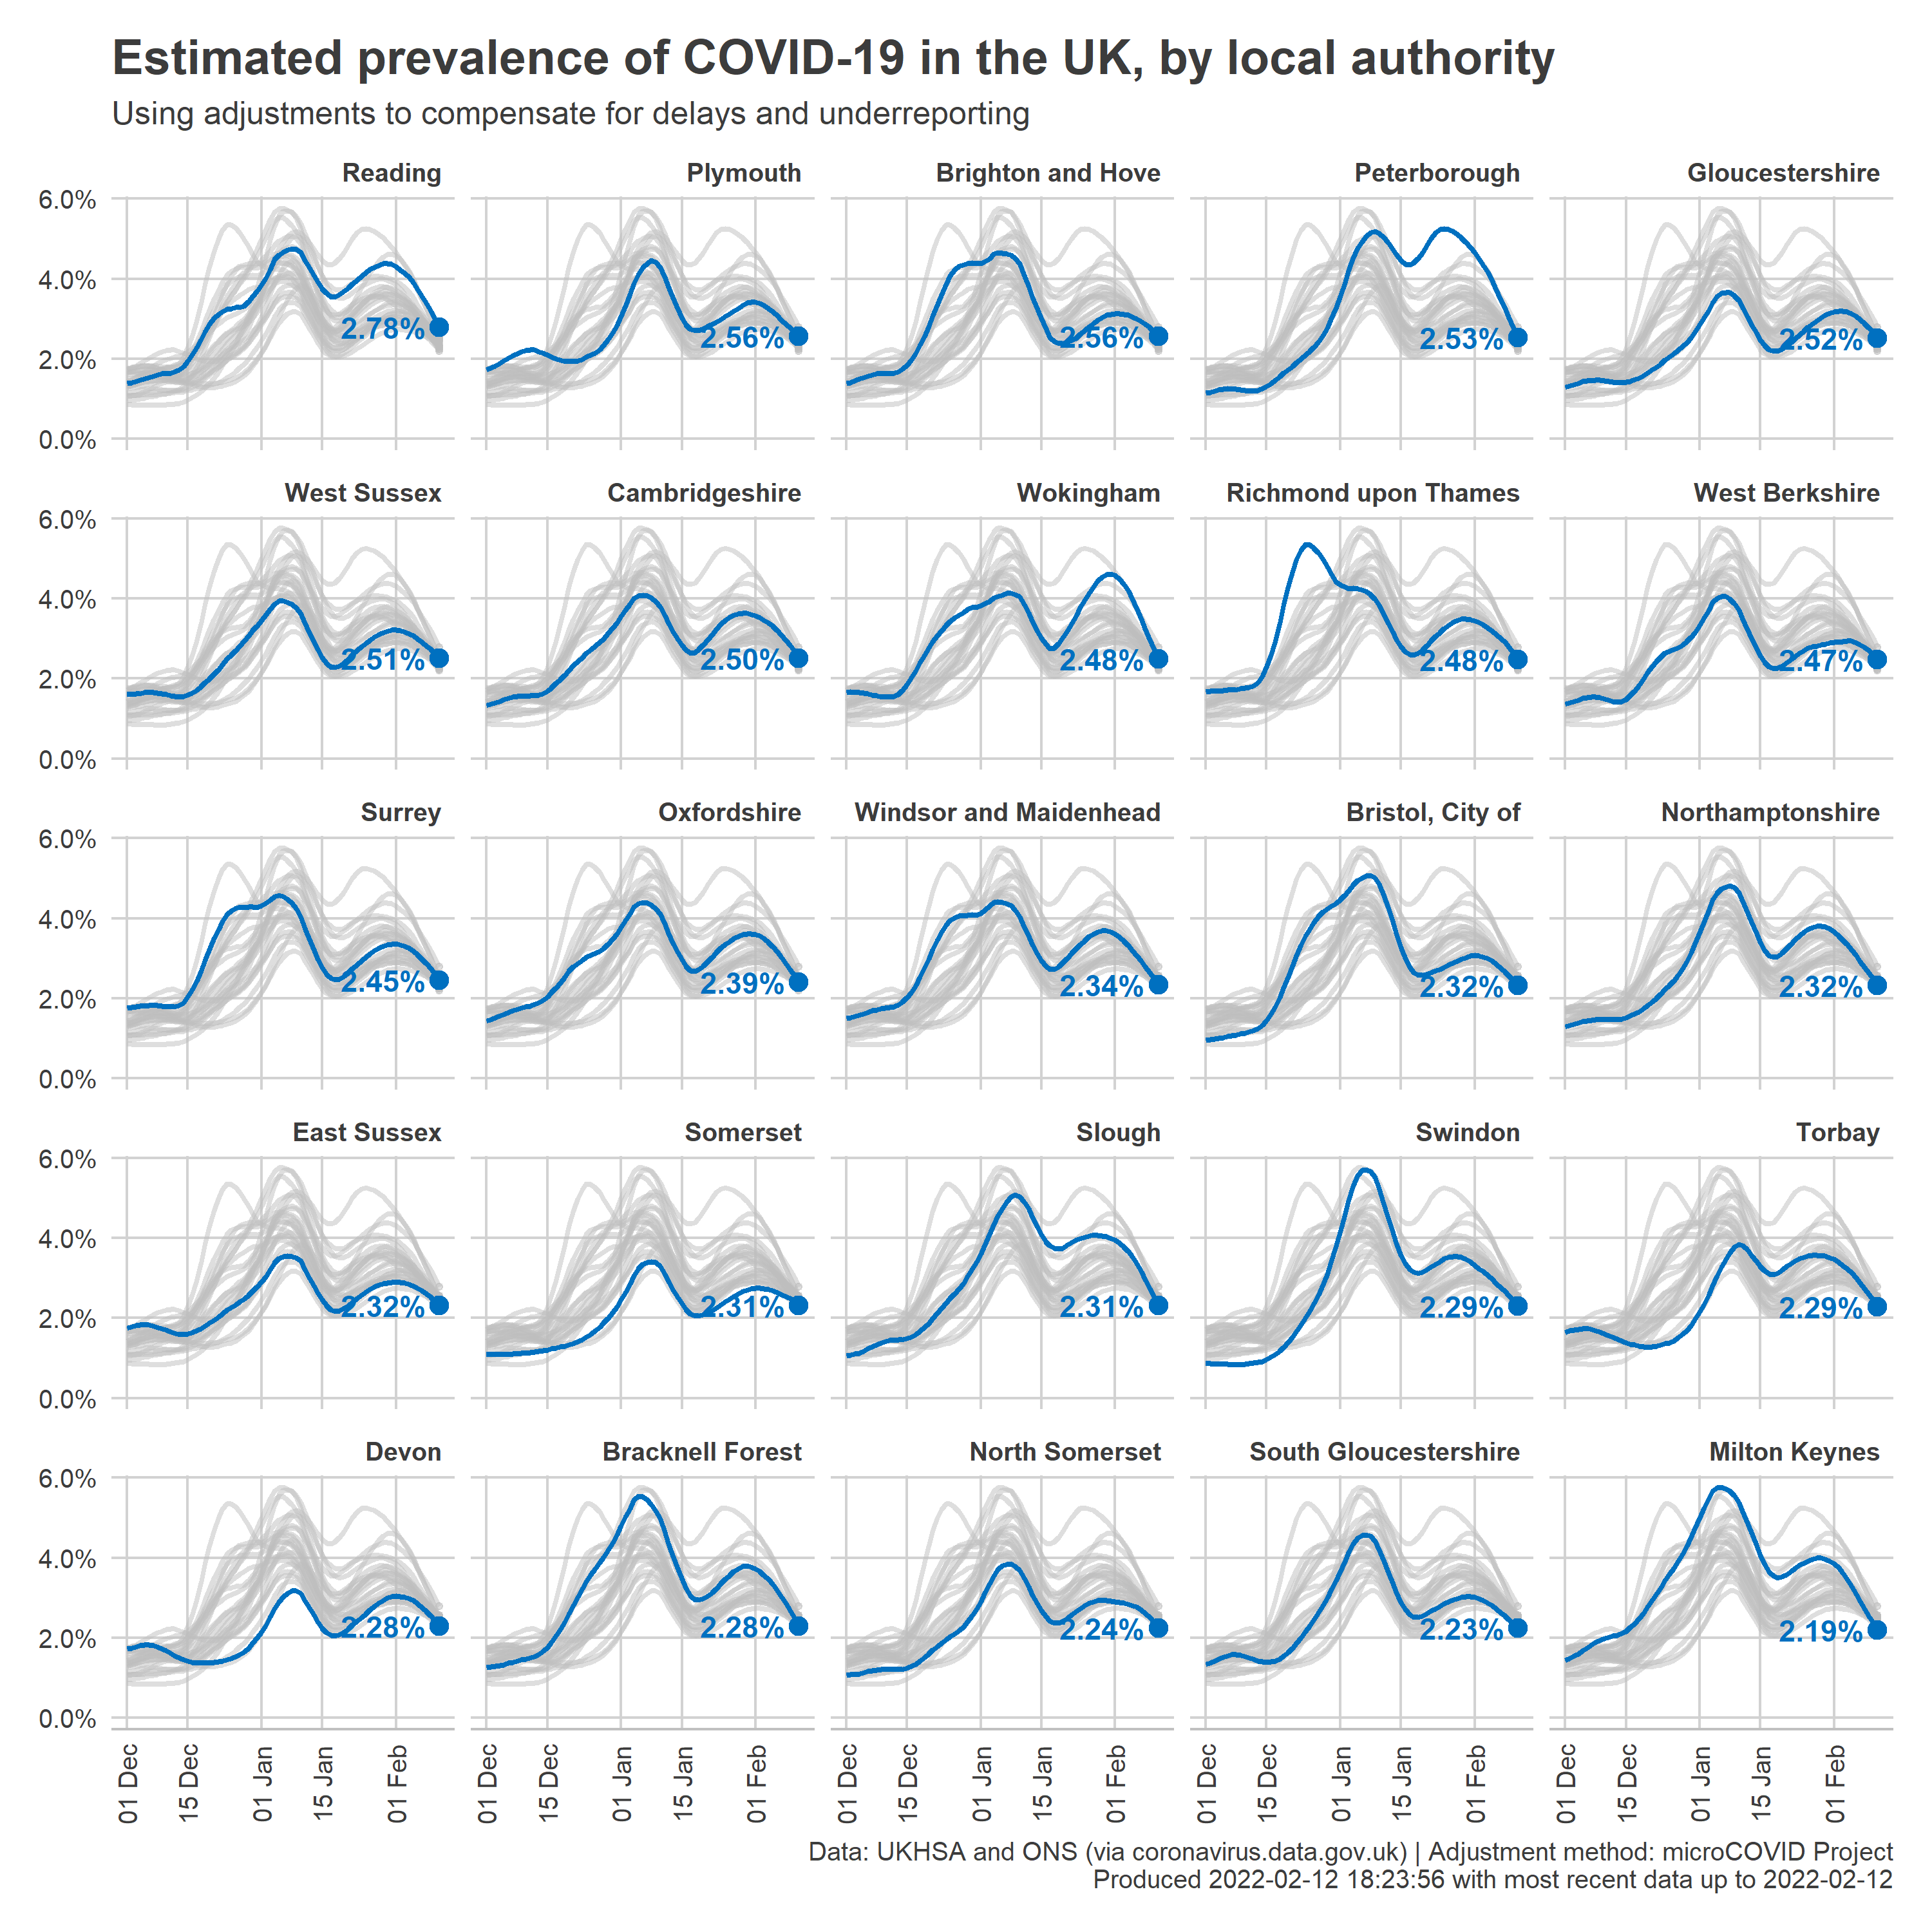 Estimated prevalence of COVID-19 in the UK, by local authority
Using adjustments to compensate for delays and underreporting
Reading Plymouth Brighton and Hove Peterborough Gloucestershire
6.0%
4.0%
2.78% 2.56% 2.56% 2.53% 2.52%
2.0%
0.0%
West Sussex Cambridgeshire Wokingham Richmond upon Thames West Berkshire
6.0%
4.0%
2.51% 2.50% 2.48% 2.48% 2.47%
2.0%
0.0%
Surrey Oxfordshire Windsor and Maidenhead Bristol, City of Northamptonshire
6.0%
4.0%
2.45% 2.39% 2.34% 2.32% 2.32%
2.0%
0.0%
East Sussex Somerset Slough Swindon Torbay
6.0%
4.0%
2.32% 2.31% 2.31% 2.29% 2.29%
2.0%
0.0%
Devon Bracknell Forest North Somerset South Gloucestershire Milton Keynes
6.0%
4.0%
2.28% 2.28% 2.24% 2.23% 2.19%
2.0%
0.0%
01 Dec 15 Dec 01 Jan 15 Jan 01 Feb 01 Dec 15 Dec 01 Jan 15 Jan 01 Feb 01 Dec 15 Dec 01 Jan 15 Jan 01 Feb 01 Dec 15 Dec 01 Jan 15 Jan 01 Feb 01 Dec 15 Dec 01 Jan 15 Jan 01 Feb
Data: UKHSA and ONS (via coronavirus.data.gov.uk) | Adjustment method: microCOVID Project
Produced 2022-02-12 18:23:56 with most recent data up to 2022-02-12